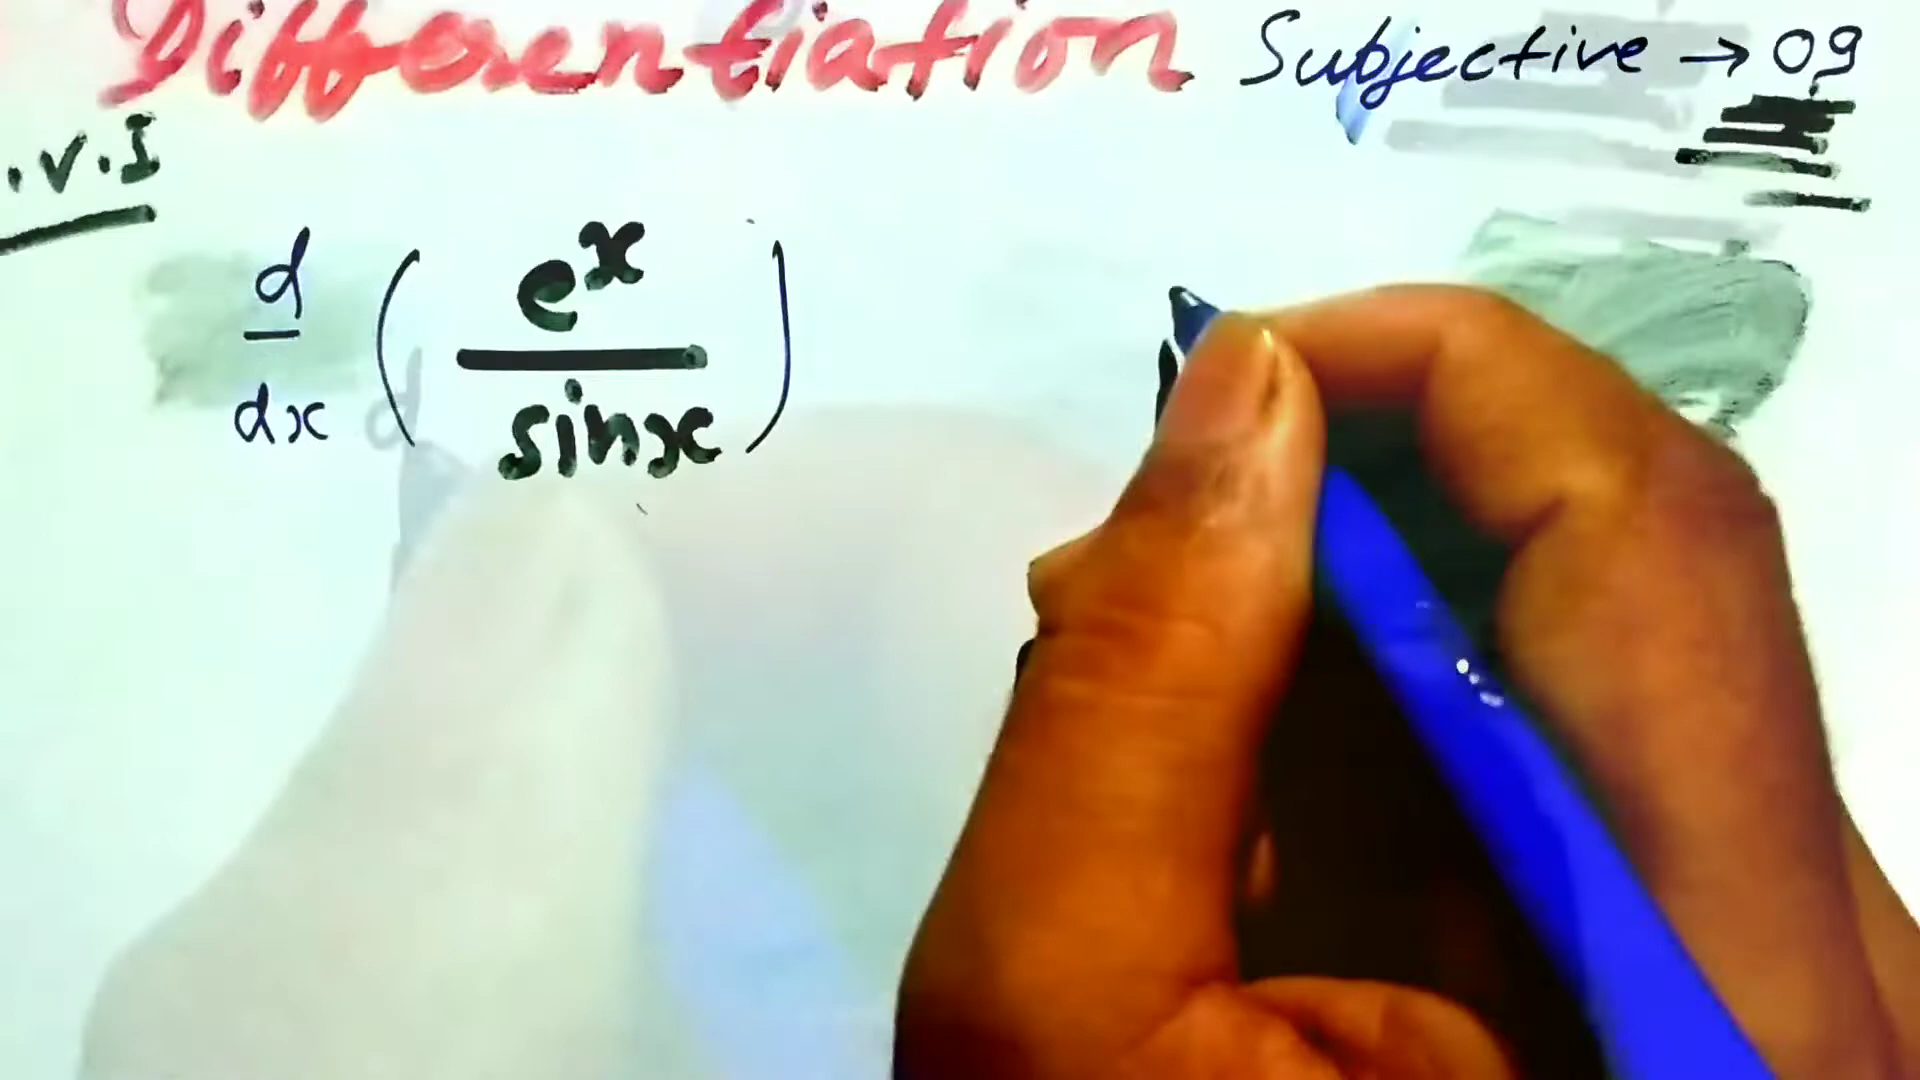 Differentiation Subjective → 09
.V.I
d/dx ( e^x / sinx )